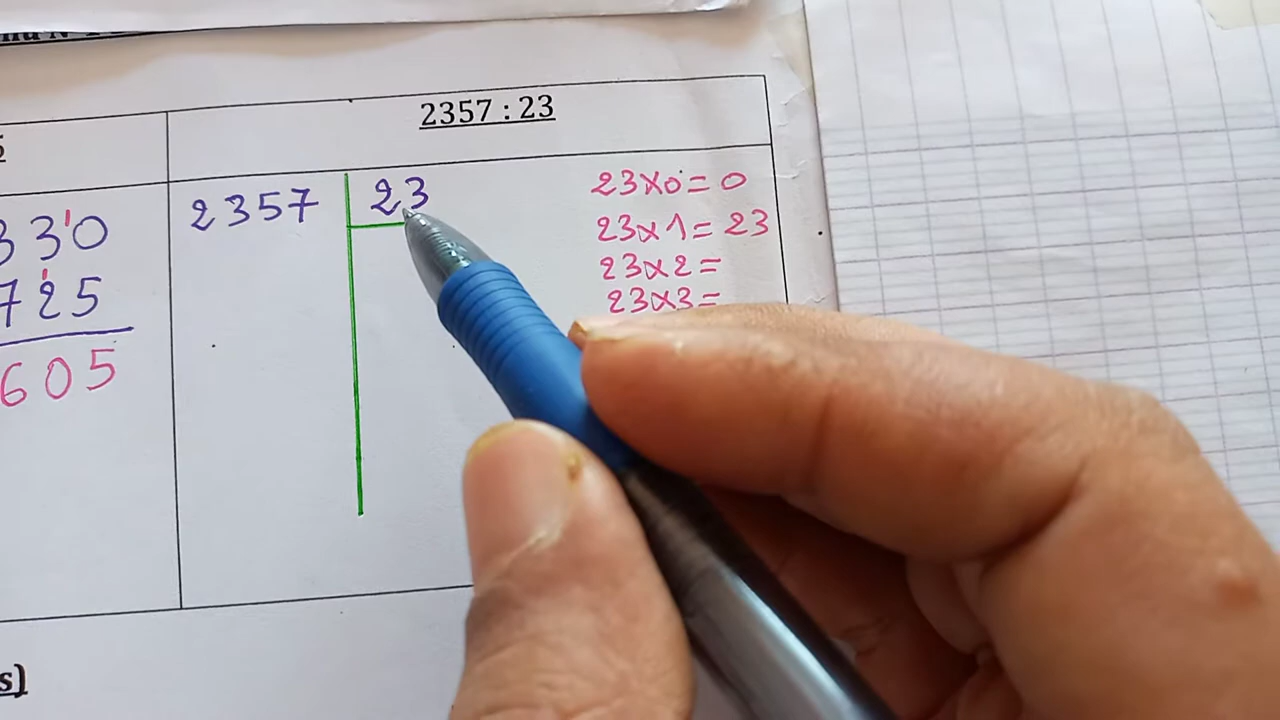 2357 : 23
330
725
605
2357 23
23x0=0
23x1=23
23x2=
23x3=
s)